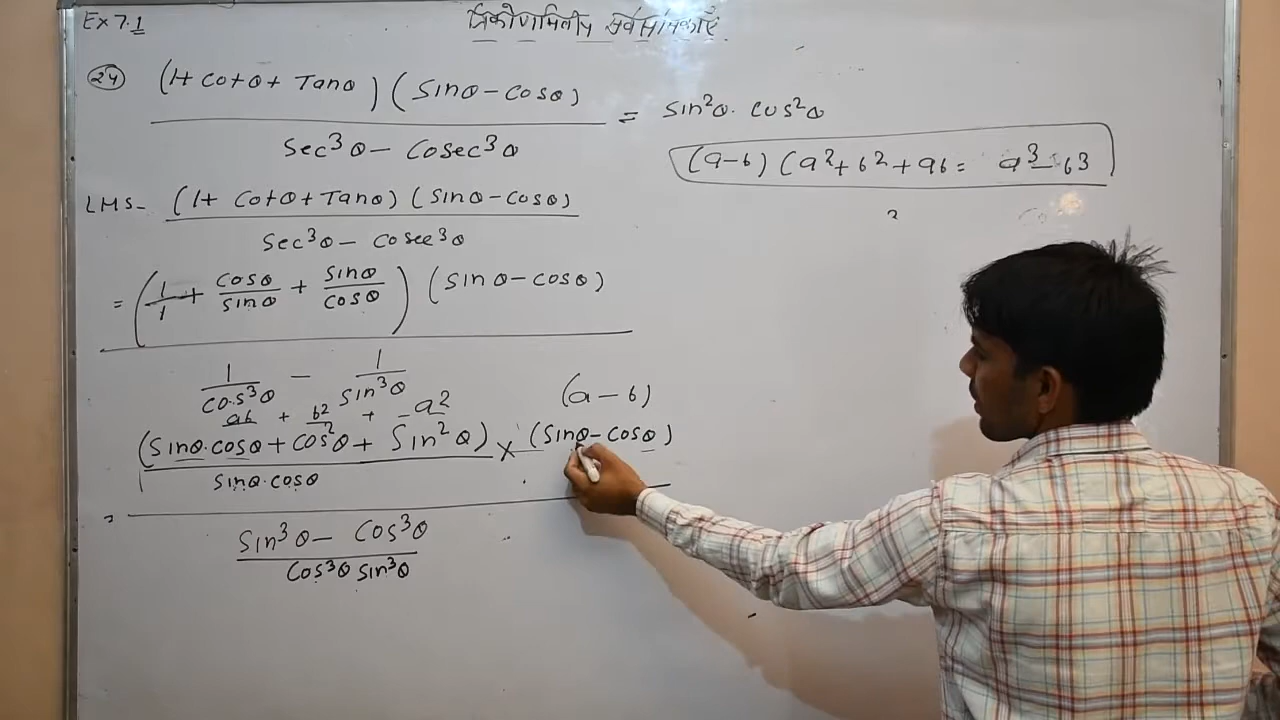 Ex 7.1
त्रिकोणमितीय सर्वसमिकाएँ
24 (1+ Cotθ + Tanθ) (Sinθ - Cosθ)
Sec³θ - Cosec³θ
= Sin²θ. Cos²θ
(a-b) (a²+b²+ab = a³-b³
LHS- (1+ Cotθ + Tanθ) (Sinθ-Cosθ)
Sec³θ - Cosec³θ
= (1/1 + Cosθ/Sinθ + Sinθ/Cosθ) (Sinθ-Cosθ)
1/Cos³θ - 1/Sin³θ
ab + b² + a² (a-b)
(Sinθ.Cosθ + Cos²θ + Sin²θ) × (Sinθ-Cosθ)
Sinθ.Cosθ
= Sin³θ - Cos³θ
Cos³θ Sin³θ